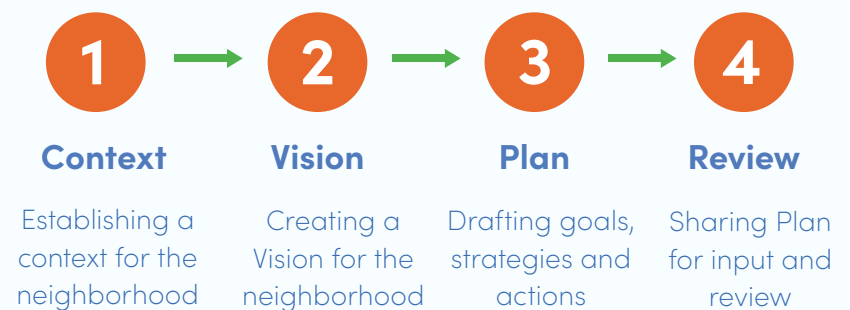 1
2
3
4
Context
Vision
Plan
Review
Establishing a
context for the
neighborhood
Creating a
Vision for the
neighborhood
Drafting goals,
strategies and
actions
Sharing Plan
for input and
review